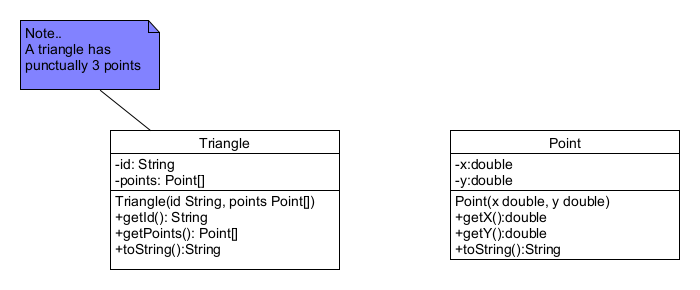 Note..
A triangle has
punctually 3 points
Triangle
-id: String
-points: Point[]
Triangle(id String, points Point[])
+getId(): String
+getPoints(): Point[]
+toString():String
Point
-x:double
-y:double
Point(x double, y double)
+getX():double
+getY():double
+toString():String